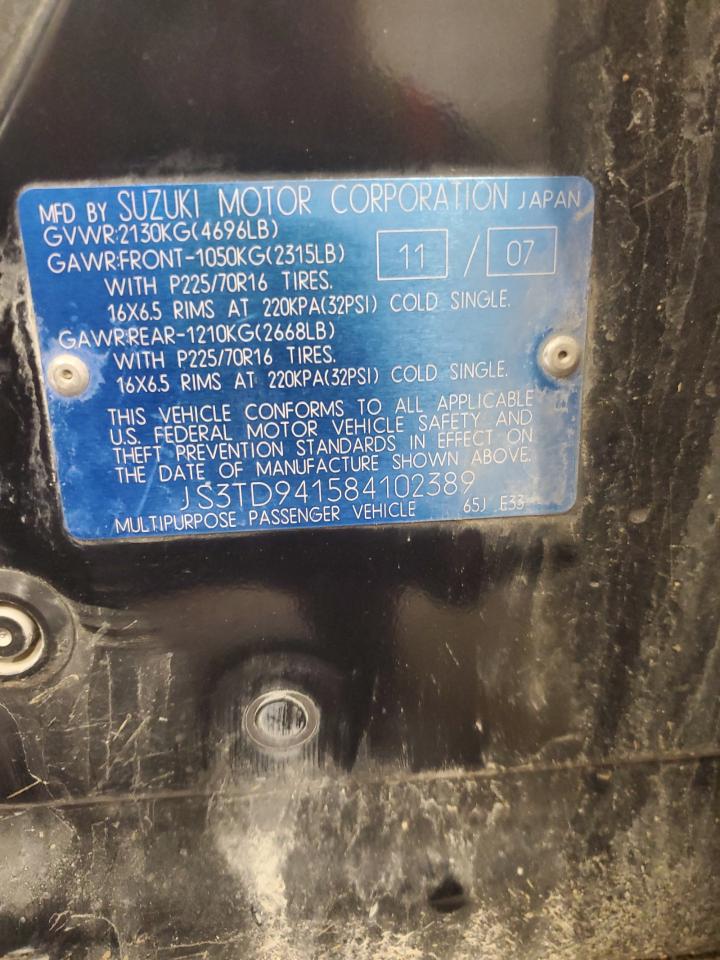 MFD BY SUZUKI MOTOR CORPORATION JAPAN
GVWR:2130KG(4696LB)
GAWR:FRONT-1050KG(2315LB) 11 / 07
WITH P225/70R16 TIRES.
16X6.5 RIMS AT 220KPA(32PSI) COLD SINGLE.
GAWR:REAR-1210KG(2668LB)
WITH P225/70R16 TIRES.
16X6.5 RIMS AT 220KPA(32PSI) COLD SINGLE.
THIS VEHICLE CONFORMS TO ALL APPLICABLE
U.S. FEDERAL MOTOR VEHICLE SAFETY AND
THEFT PREVENTION STANDARDS IN EFFECT ON
THE DATE OF MANUFACTURE SHOWN ABOVE.
JS3TD941584102389
MULTIPURPOSE PASSENGER VEHICLE 65J E33